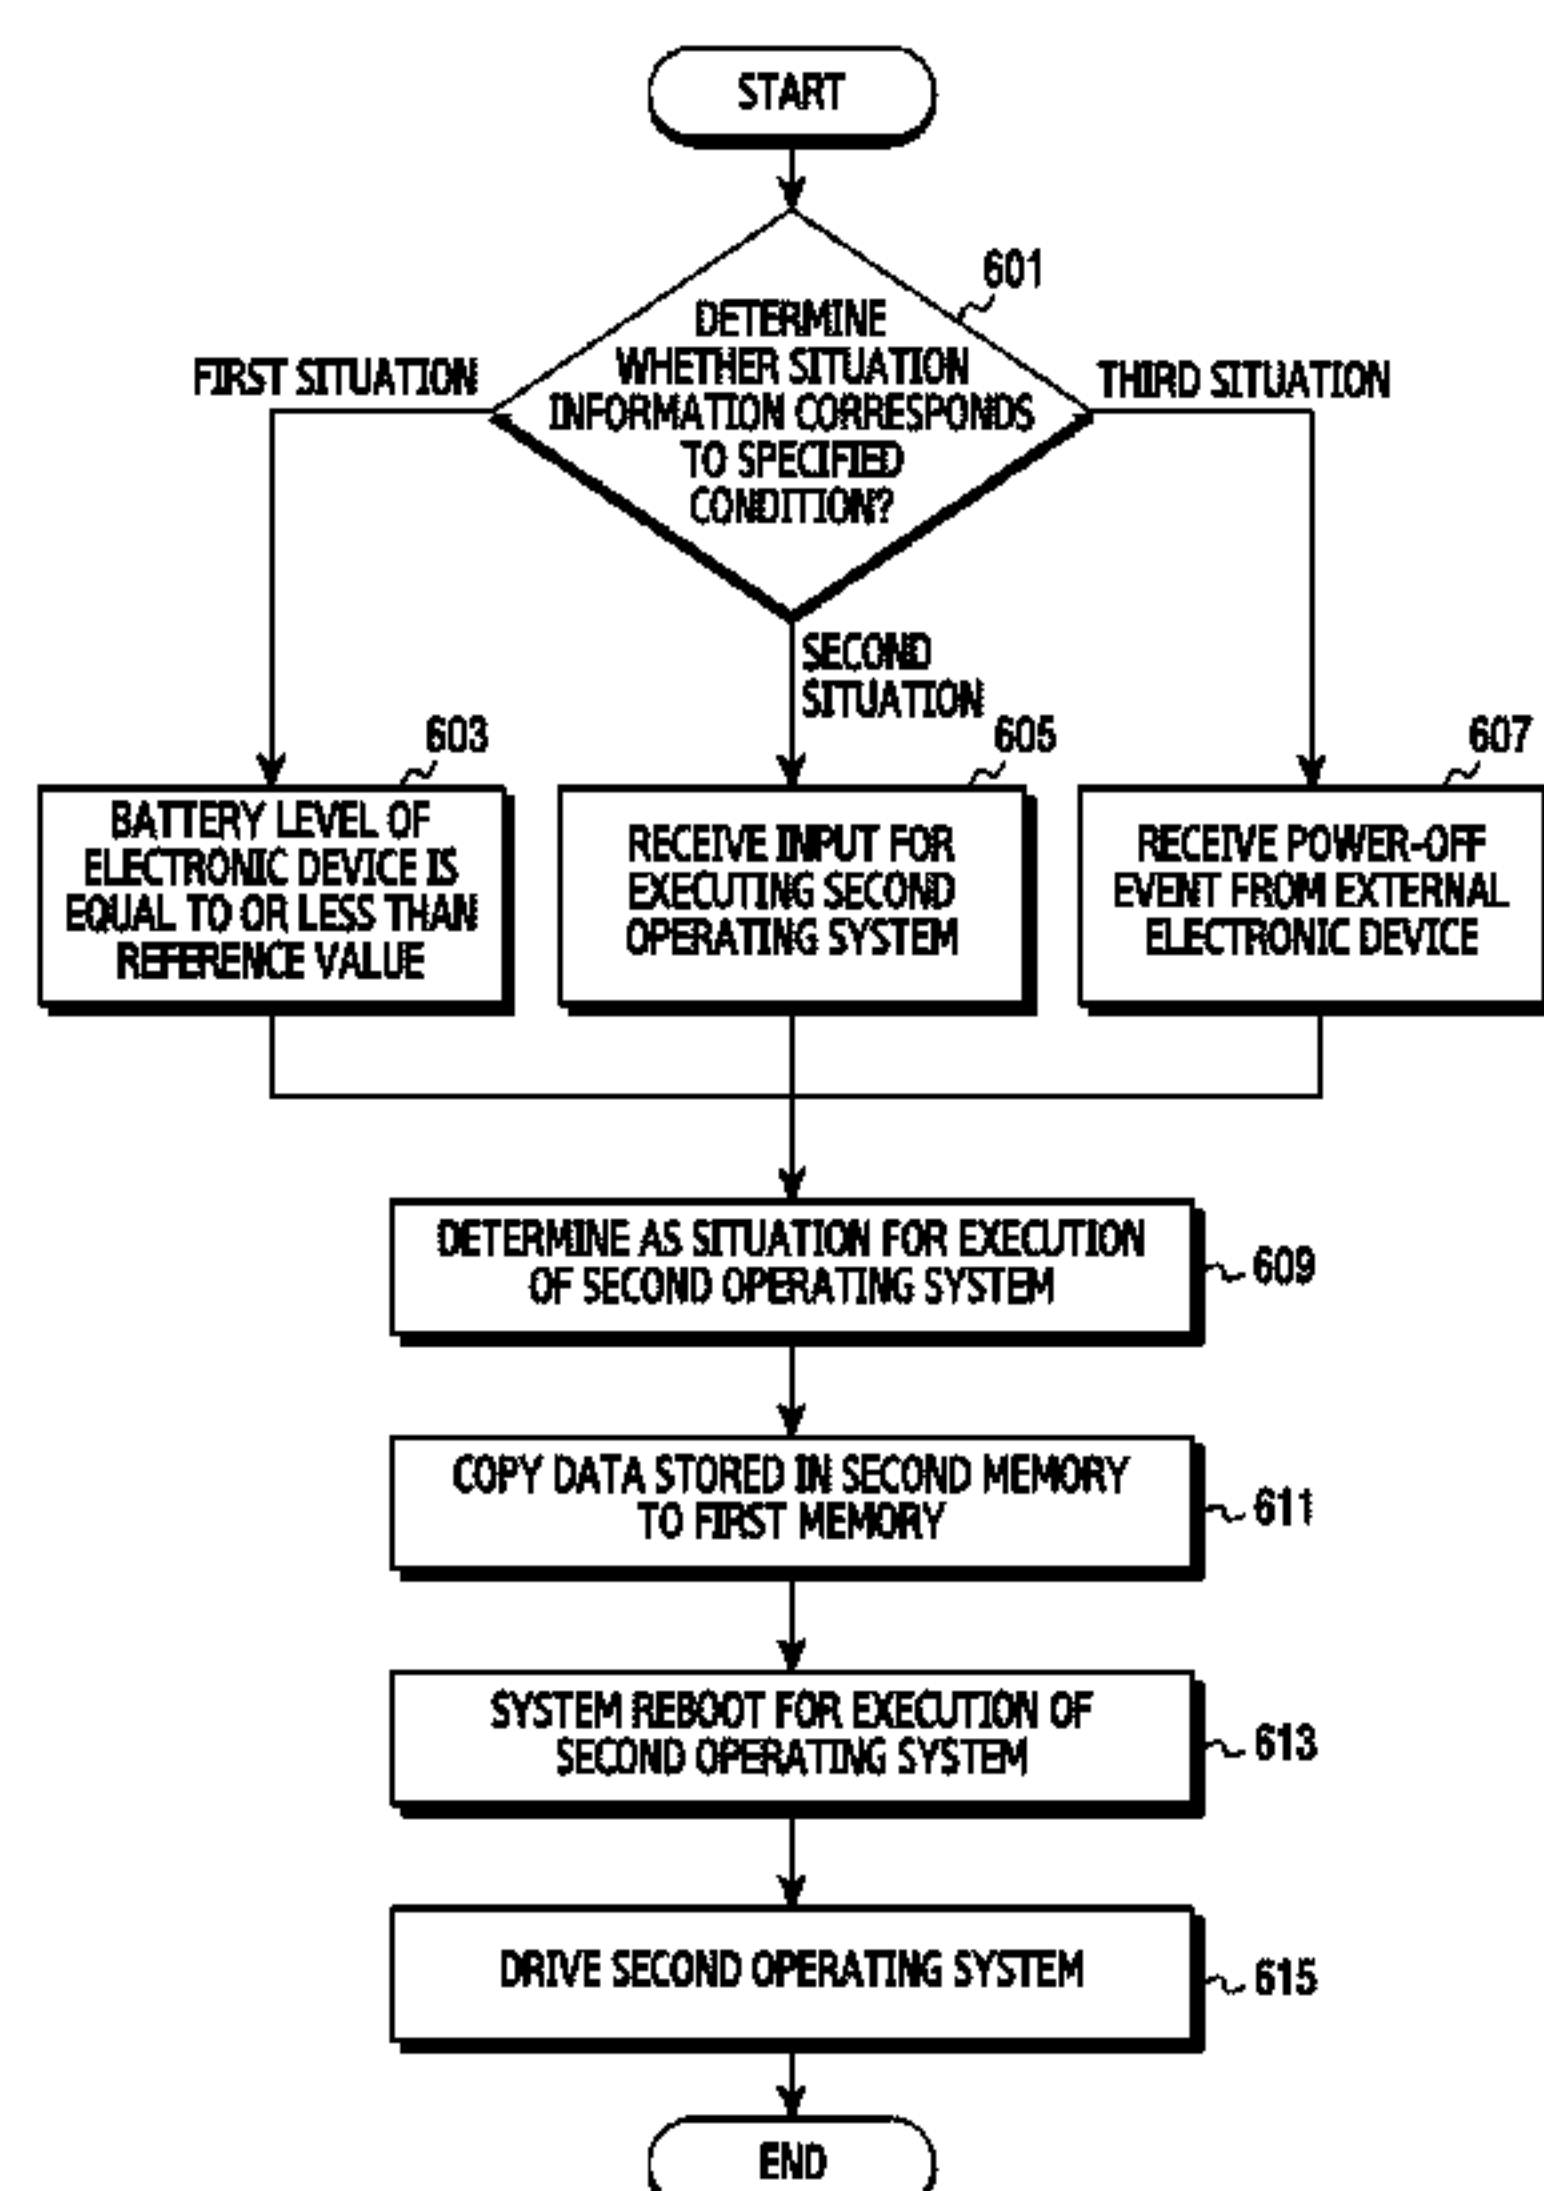 START
601
DETERMINE
WHETHER SITUATION
INFORMATION CORRESPONDS
TO SPECIFIED
CONDITION?
FIRST SITUATION
THIRD SITUATION
SECOND
SITUATION
603
BATTERY LEVEL OF
ELECTRONIC DEVICE IS
EQUAL TO OR LESS THAN
REFERENCE VALUE
605
RECEIVE INPUT FOR
EXECUTING SECOND
OPERATING SYSTEM
607
RECEIVE POWER-OFF
EVENT FROM EXTERNAL
ELECTRONIC DEVICE
DETERMINE AS SITUATION FOR EXECUTION
OF SECOND OPERATING SYSTEM
609
COPY DATA STORED IN SECOND MEMORY
TO FIRST MEMORY
611
SYSTEM REBOOT FOR EXECUTION OF
SECOND OPERATING SYSTEM
613
DRIVE SECOND OPERATING SYSTEM
615
END